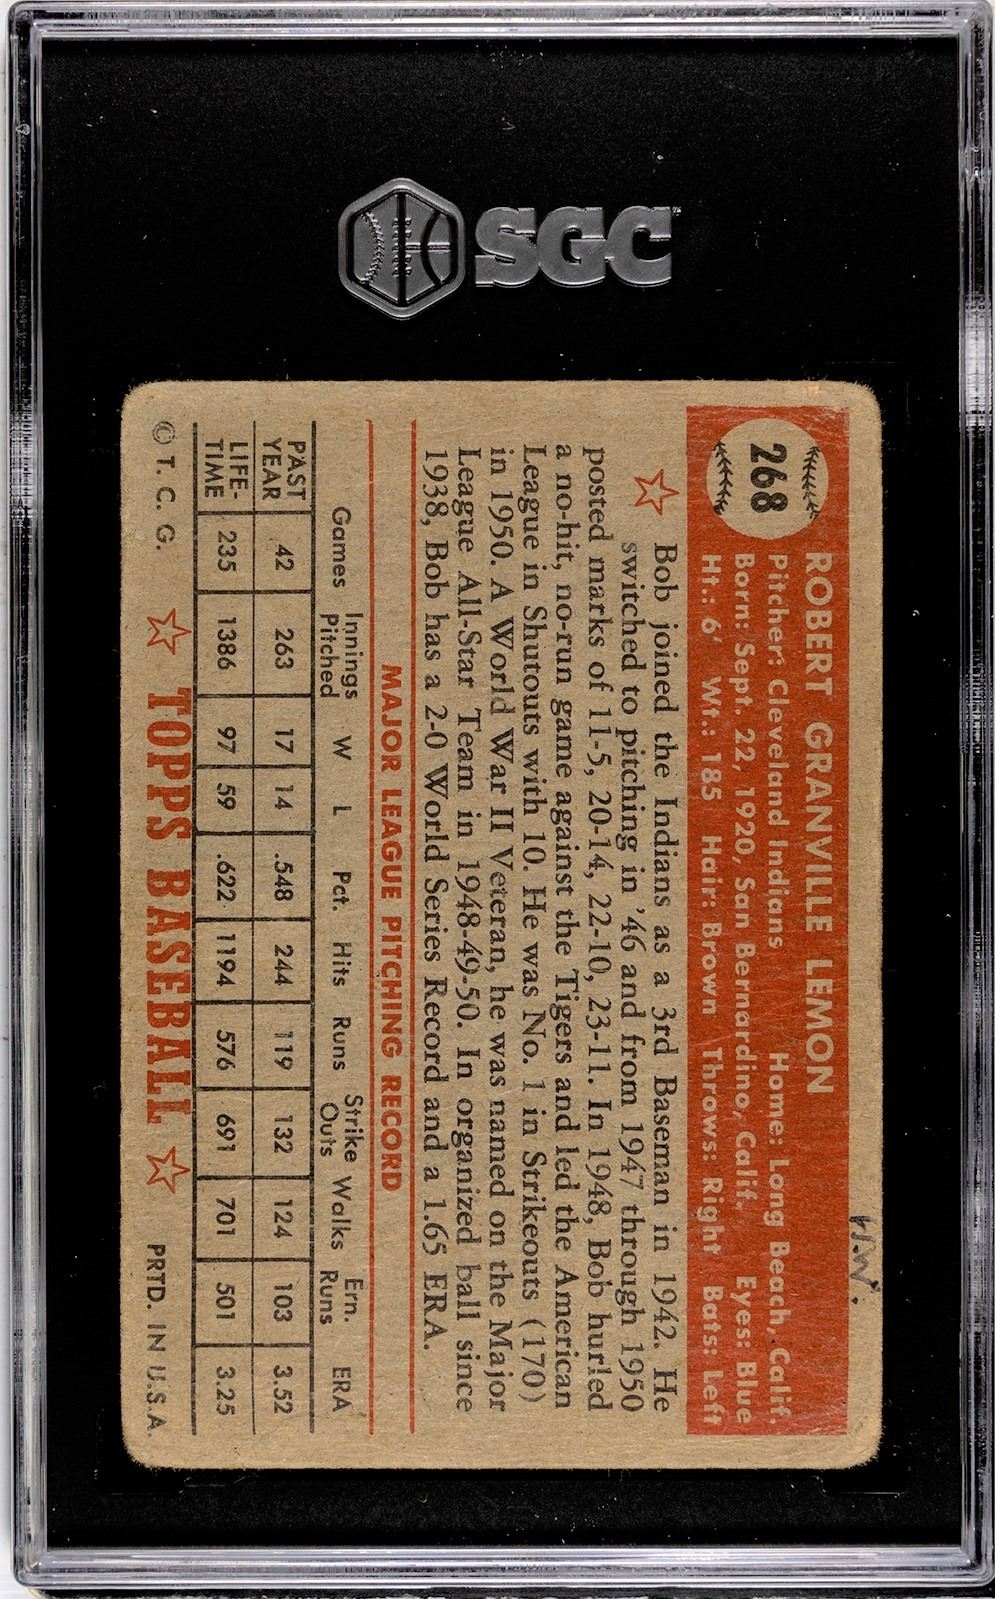 SGC
268
ROBERT GRANVILLE LEMON
Pitcher: Cleveland Indians Home: Long Beach, Calif.
Born: Sept. 22, 1920, San Bernardino, Calif. Eyes: Blue
Ht.: 6' Wt.: 185 Hair: Brown Throws: Right Bats: Left
Bob joined the Indians as a 3rd Baseman in 1942. He
switched to pitching in '46 and from 1947 through 1950
posted marks of 11-5, 20-14, 22-10, 23-11. In 1948, Bob hurled
a no-hit, no-run game against the Tigers and led the American
League in Shutouts with 10. He was No. 1 in Strikeouts (170)
in 1950. A World War II Veteran, he was named on the Major
League All-Star Team in 1948-49-50. In organized ball since
1938, Bob has a 2-0 World Series Record and a 1.65 ERA.
MAJOR LEAGUE PITCHING RECORD
Games Innings Pitched W L Pct. Hits Runs Strike Outs Walks Ern. Runs ERA
PAST YEAR 42 263 17 14 .548 244 119 132 124 103 3.52
LIFE-TIME 235 1386 97 59 .622 1194 576 691 701 501 3.25
© T. C. G. TOPPS BASEBALL PRTD. IN U.S.A.